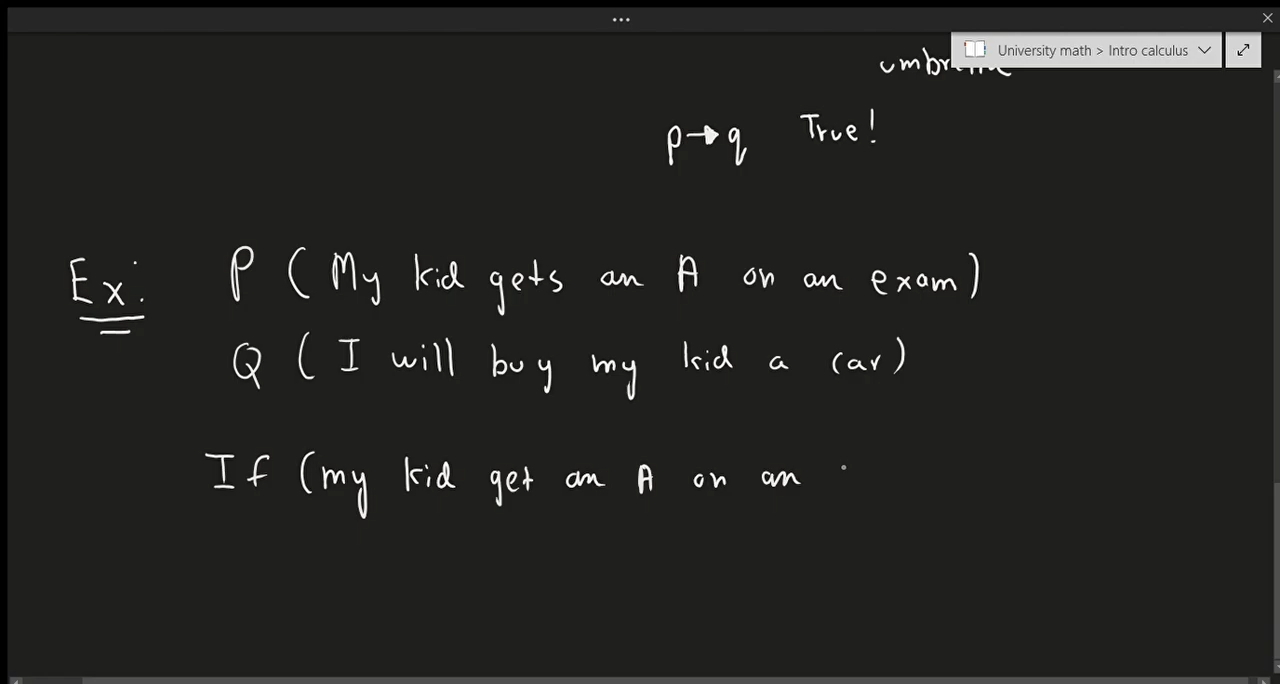 University math > Intro calculus
p→q True!
Ex: P (My kid gets an A on an exam)
Q (I will buy my kid a car)
If (my kid get an A on an